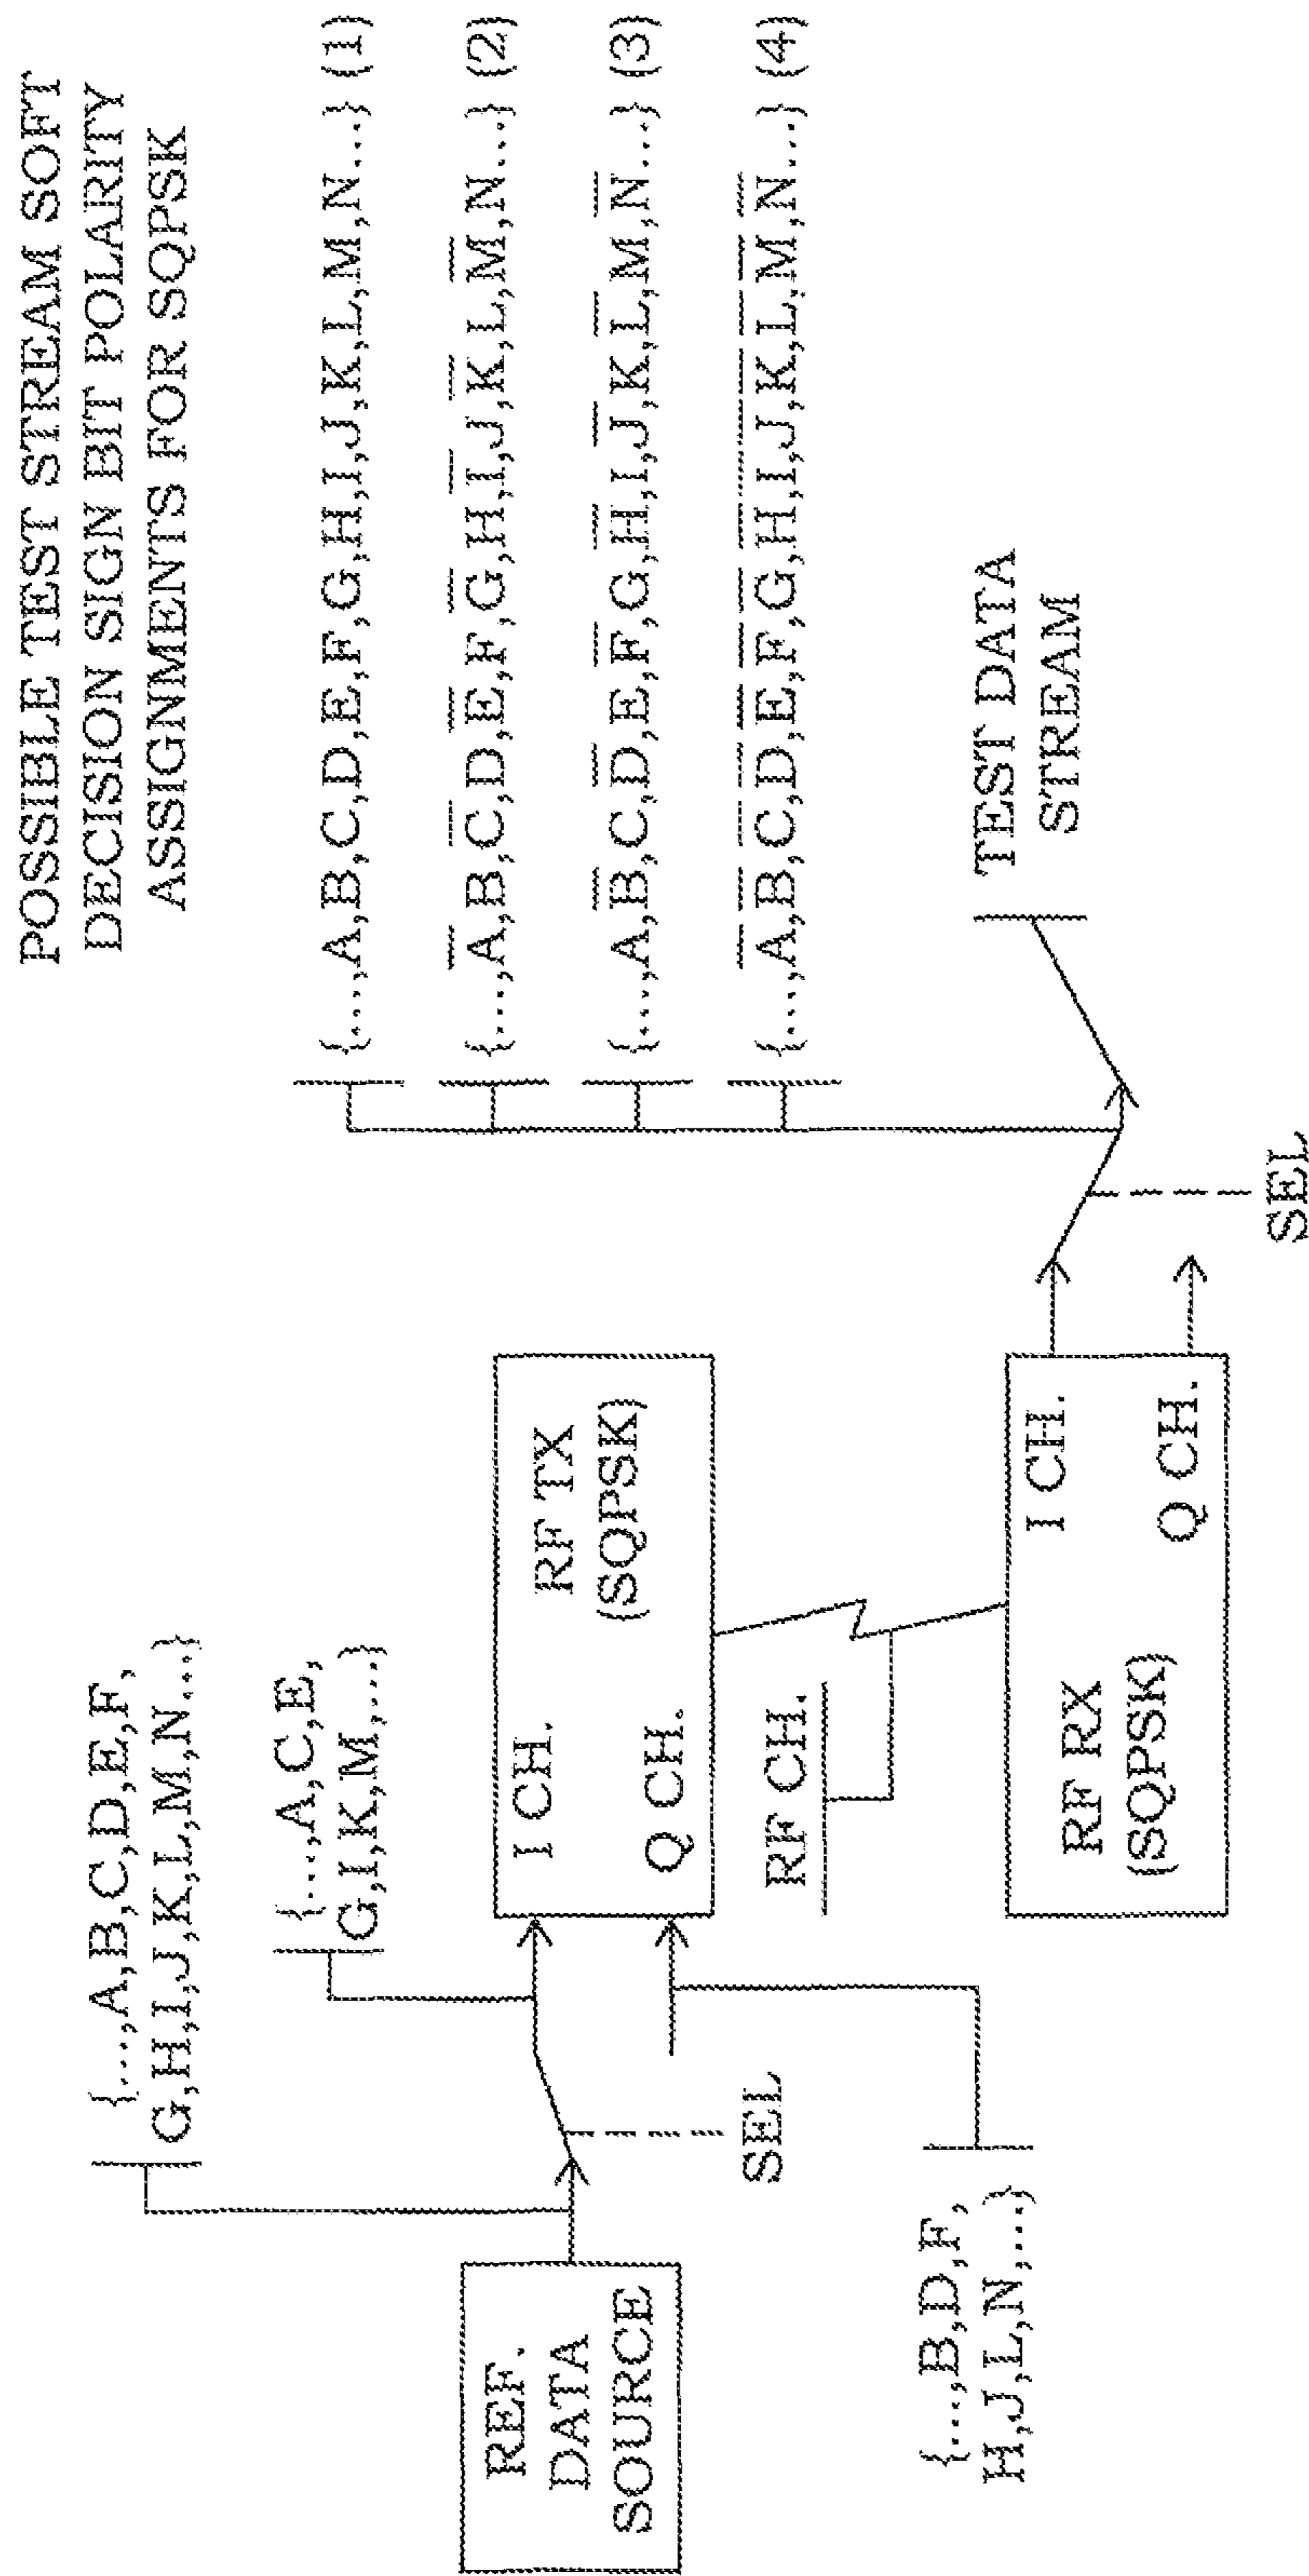 POSSIBLE TEST STREAM SOFT
DECISION SIGN BIT POLARITY
ASSIGNMENTS FOR SQPSK
{...,A,B,C,D,E,F,
G,H,I,J,K,L,M,N...}
{...,A,C,E,
G,I,K,M,...}
REF.
DATA
SOURCE
SEL
{...,B,D,F,
H,J,L,N,...}
I CH.
Q CH.
RF TX
(SQPSK)
RF CH.
RF RX
(SQPSK)
I CH.
Q CH.
SEL
{...,A,B,C,D,E,F,G,H,I,J,K,L,M,N...} (1)
{...,A̅,B,C̅,D,E̅,F,G̅,H,I̅,J,K̅,L,M̅,N...} (2)
{...,A,B̅,C,D̅,E,F̅,G,H̅,I,J̅,K,L̅,M,N̅...} (3)
{...,A̅,B̅,C̅,D̅,E̅,F̅,G̅,H̅,I̅,J̅,K̅,L̅,M̅,N̅...} (4)
TEST DATA
STREAM